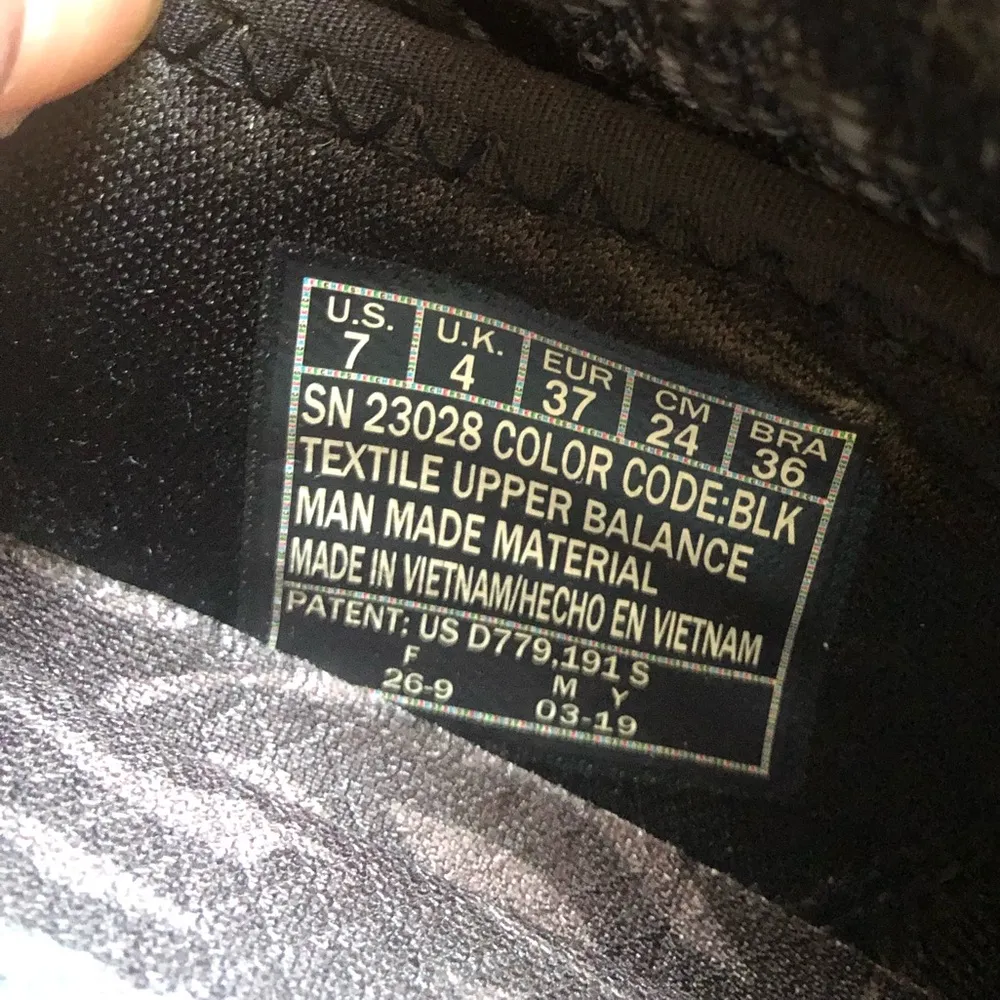 U.S. U.K. EUR CM BRA
7 4 37 24 36
SN 23028 COLOR CODE:BLK
TEXTILE UPPER BALANCE
MAN MADE MATERIAL
MADE IN VIETNAM/HECHO EN VIETNAM
PATENT: US D779,191 S
F M Y
26-9 03-19